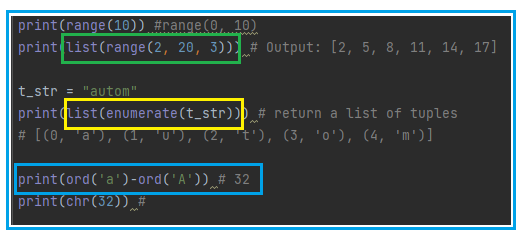 print(range(10)) #range(0, 10)
print(list(range(2, 20, 3))) # Output: [2, 5, 8, 11, 14, 17]
t_str = "autom"
print(list(enumerate(t_str))) # return a list of tuples
# [(0, 'a'), (1, 'u'), (2, 't'), (3, 'o'), (4, 'm')]
print(ord('a')-ord('A')) # 32
print(chr(32)) #